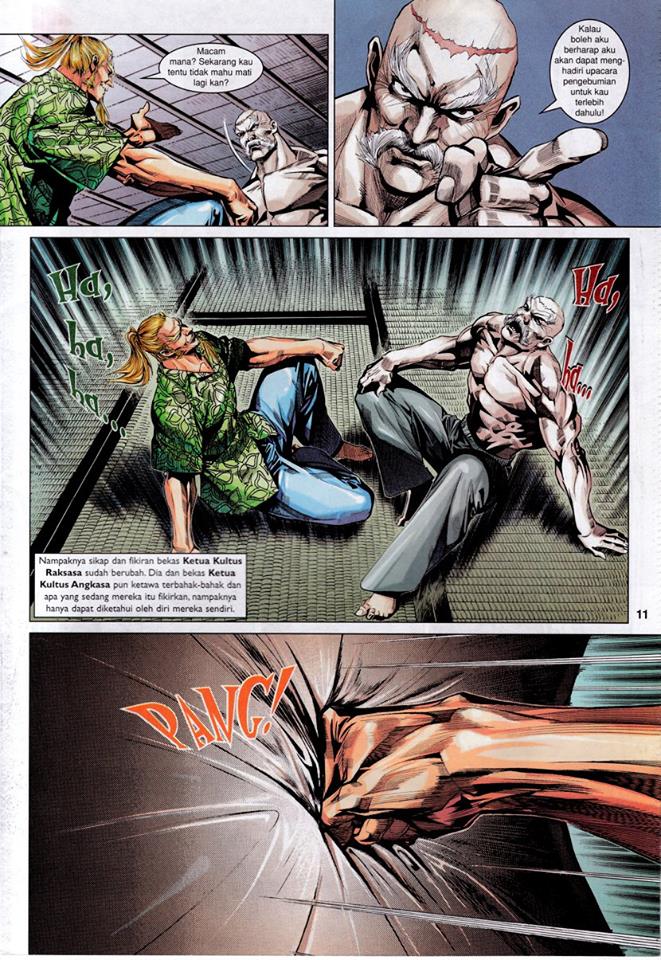 Macam
mana? Sekarang kau
tentu tidak mahu mati
lagi kan?
Kalau
boleh aku
berharap aku
akan dapat meng-
hadiri upacara
pengebumian
untuk kau
terlebih
dahulu!
Ha,
ha,
ha...
Ha,
ha...
Nampaknya sikap dan fikiran bekas Ketua Kultus
Raksasa sudah berubah. Dia dan bekas Ketua
Kultus Angkasa pun ketawa terbahak-bahak dan
apa yang sedang mereka itu fikirkan, nampaknya
hanya dapat diketahui oleh diri mereka sendiri.
11
PANG!